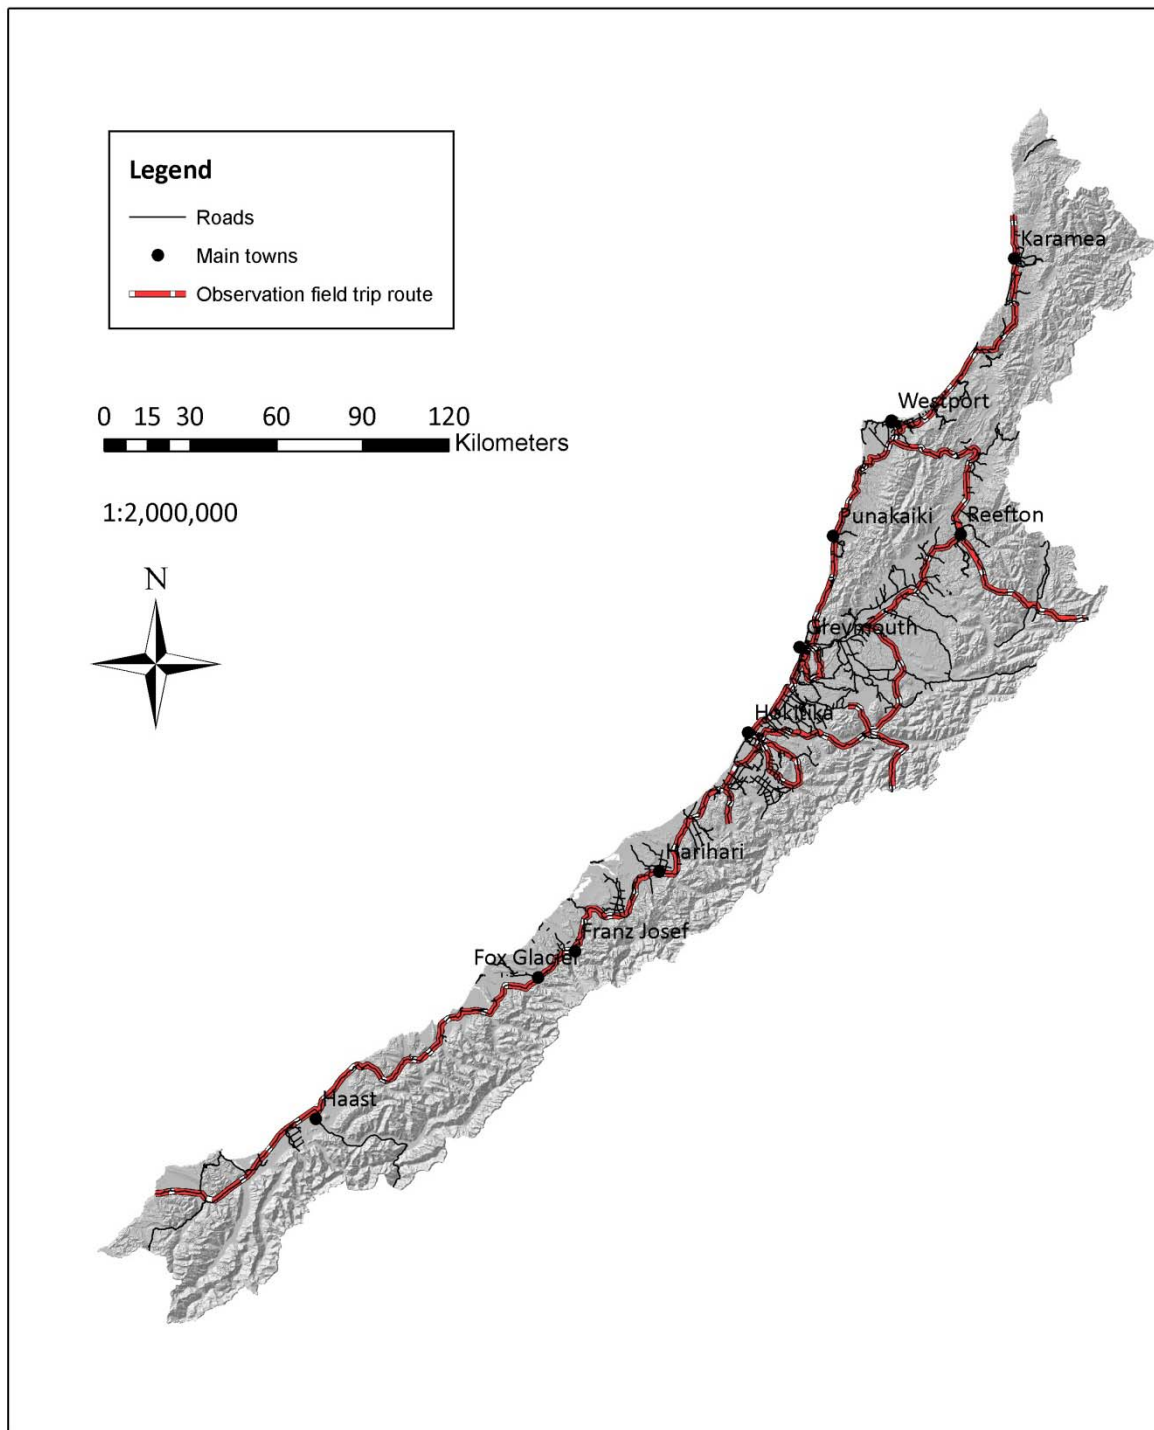 Legend
Roads
Main towns
Observation field trip route
0 15 30 60 90 120
Kilometers
1:2,000,000
N
Karamea
Westport
Punakaiki
Reefton
Greymouth
Hokitika
Harihari
Franz Josef
Fox Glacier
Haast